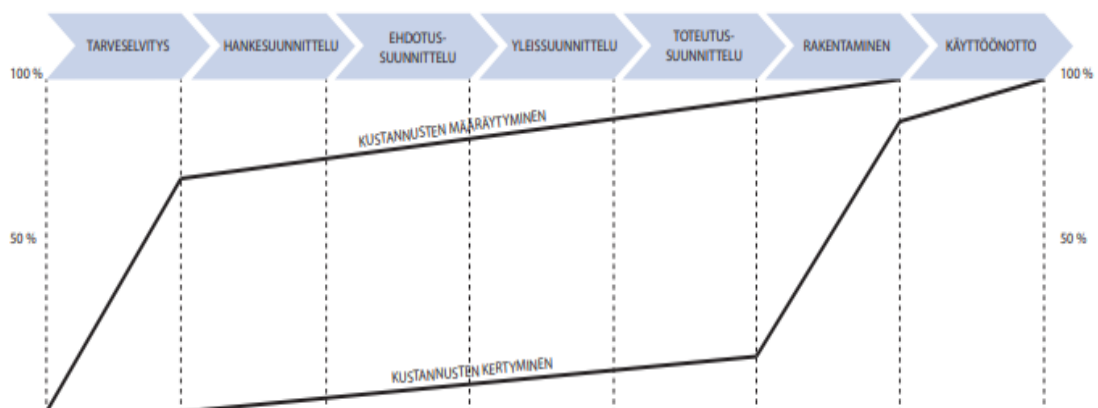 TARVESELVITYS
HANKESUUNNITTELU
EHDOTUS-
SUUNNITTELU
YLEISSUUNNITTELU
TOTEUTUS-
SUUNNITTELU
RAKENTAMINEN
KÄYTTÖÖNOTTO
100 %
100 %
KUSTANNUSTEN MÄÄRÄYTYMINEN
50 %
50 %
KUSTANNUSTEN KERTYMINEN